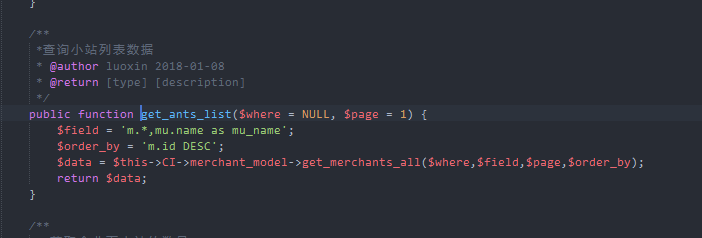 }
/**
*查询小站列表数据
* @author luoxin 2018-01-08
* @return [type] [description]
*/
public function get_ants_list($where = NULL, $page = 1) {
$field = 'm.*,mu.name as mu_name';
$order_by = 'm.id DESC';
$data = $this->CI->merchant_model->get_merchants_all($where,$field,$page,$order_by);
return $data;
}
/**